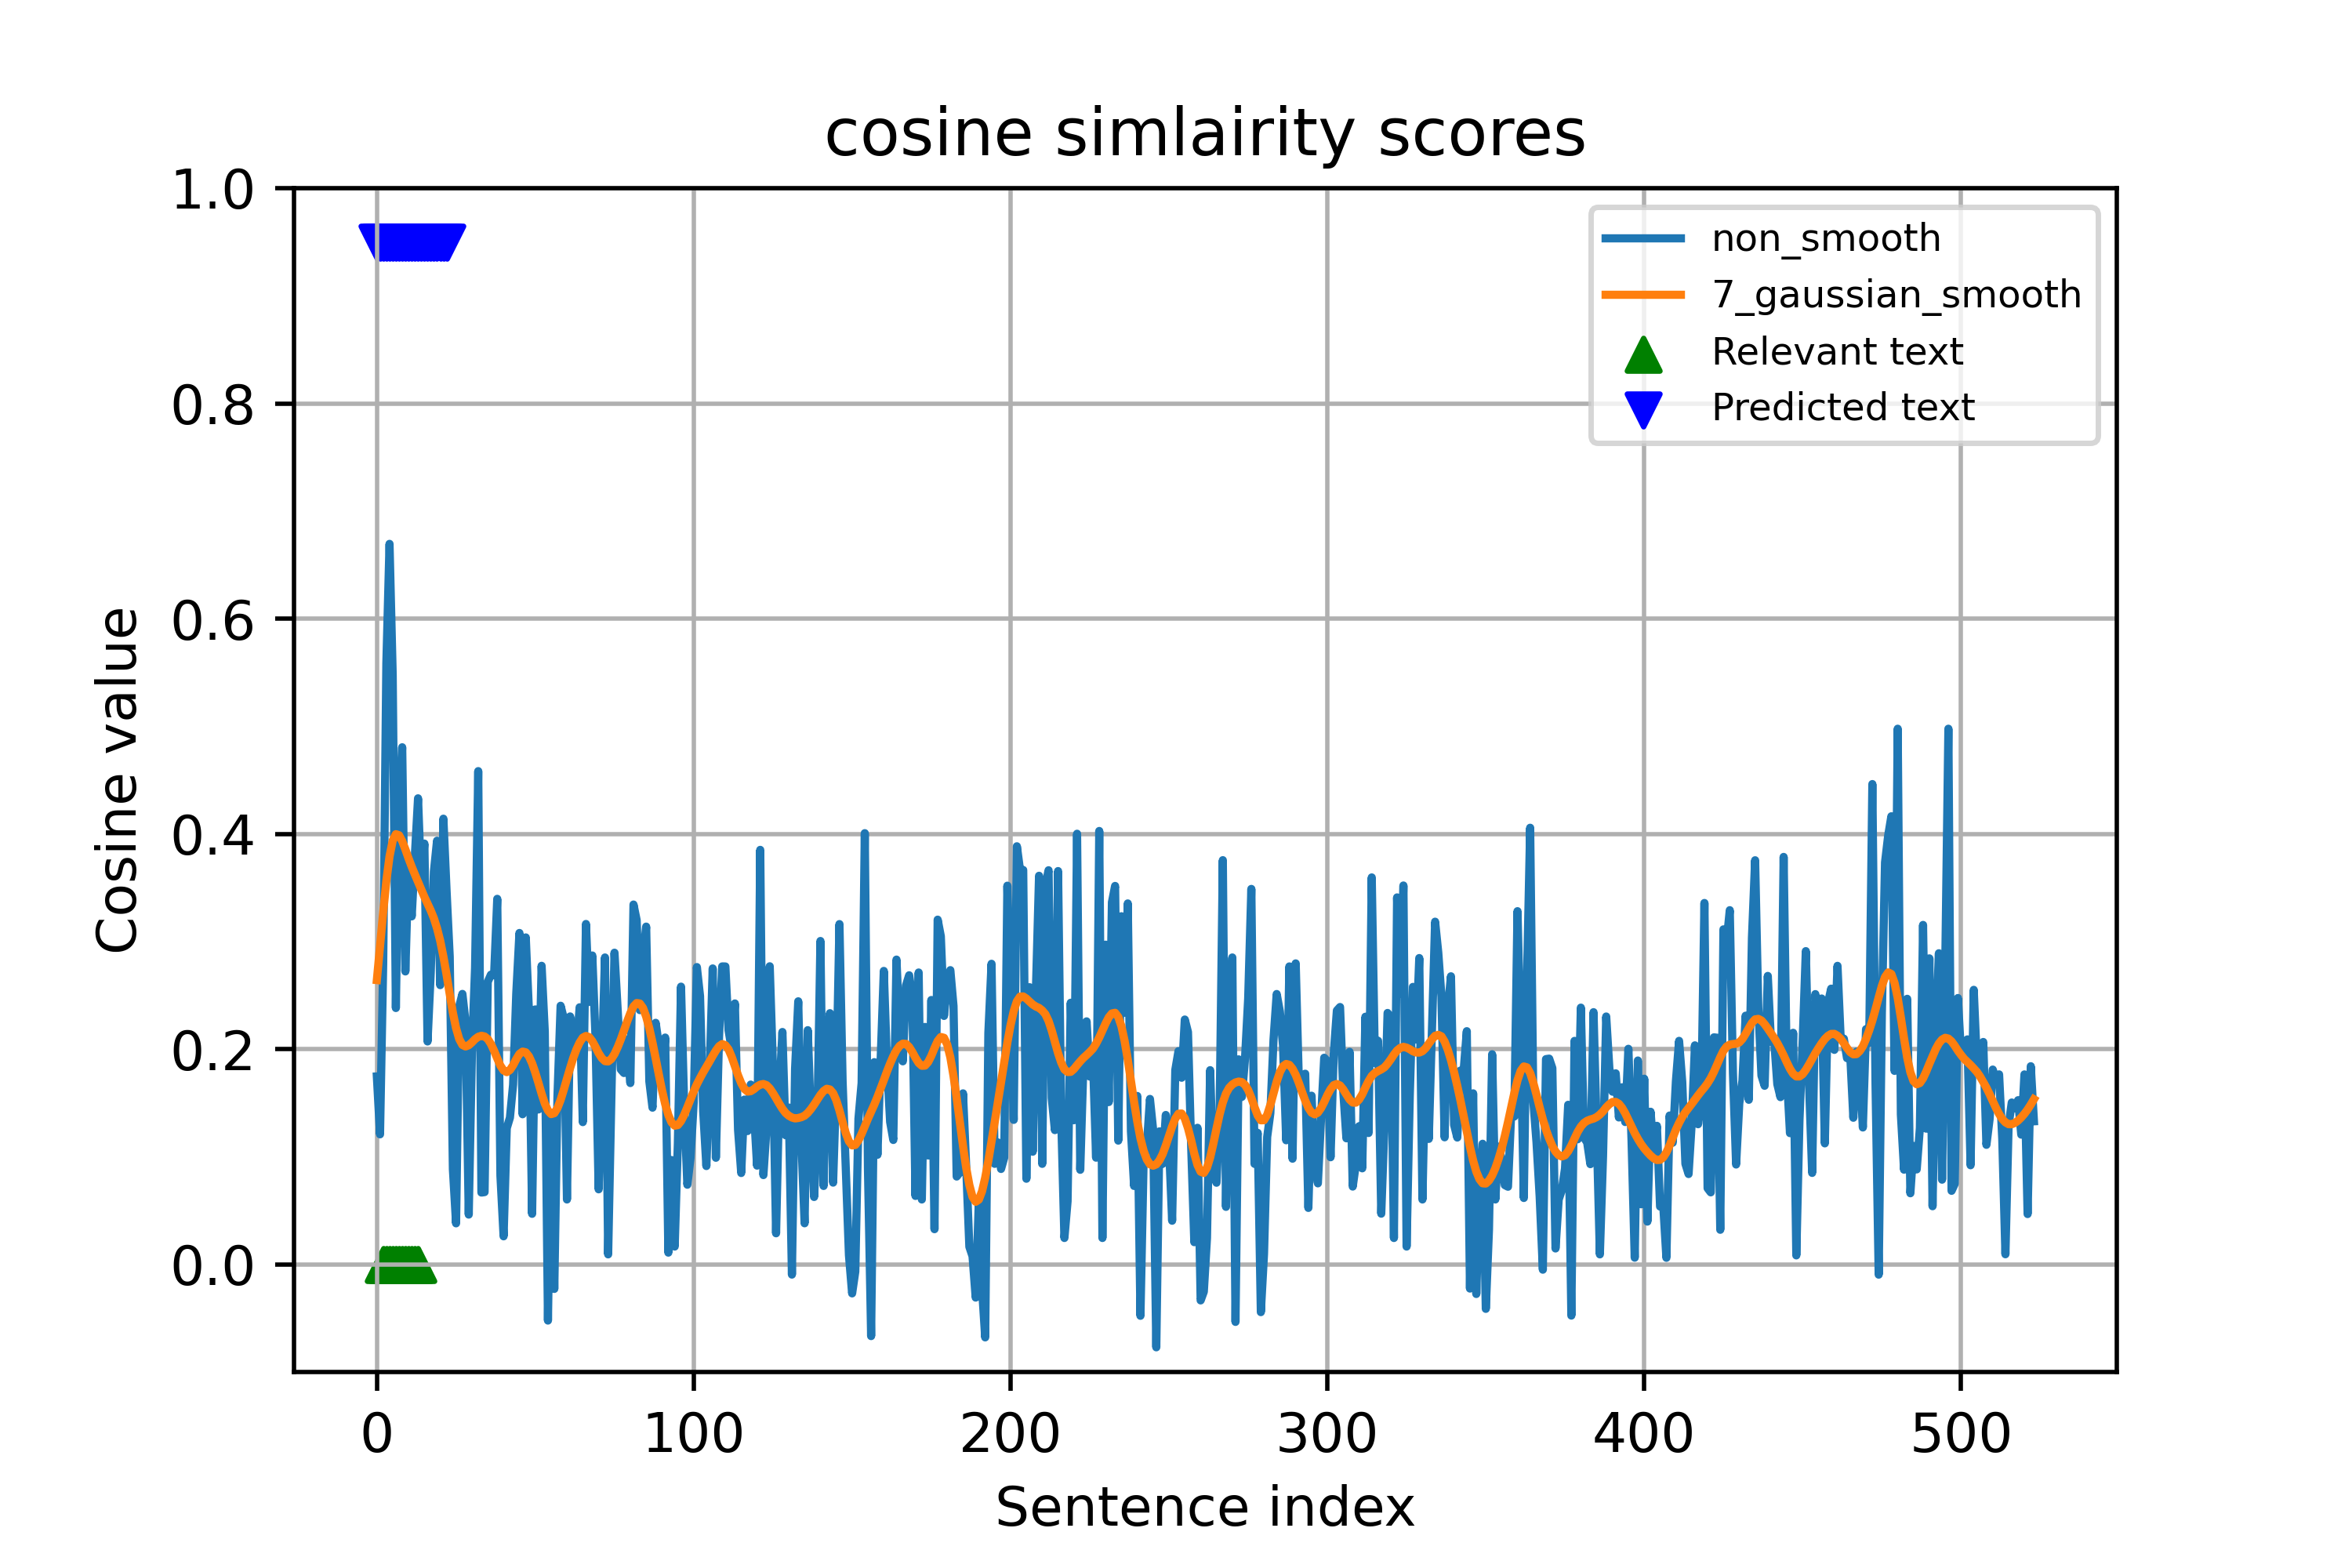 cosine simlairity scores
1.0
0.8
0.6
0.4
0.2
0.0
Cosine value
non_smooth
7_gaussian_smooth
Relevant text
Predicted text
0 100 200 300 400 500
Sentence index